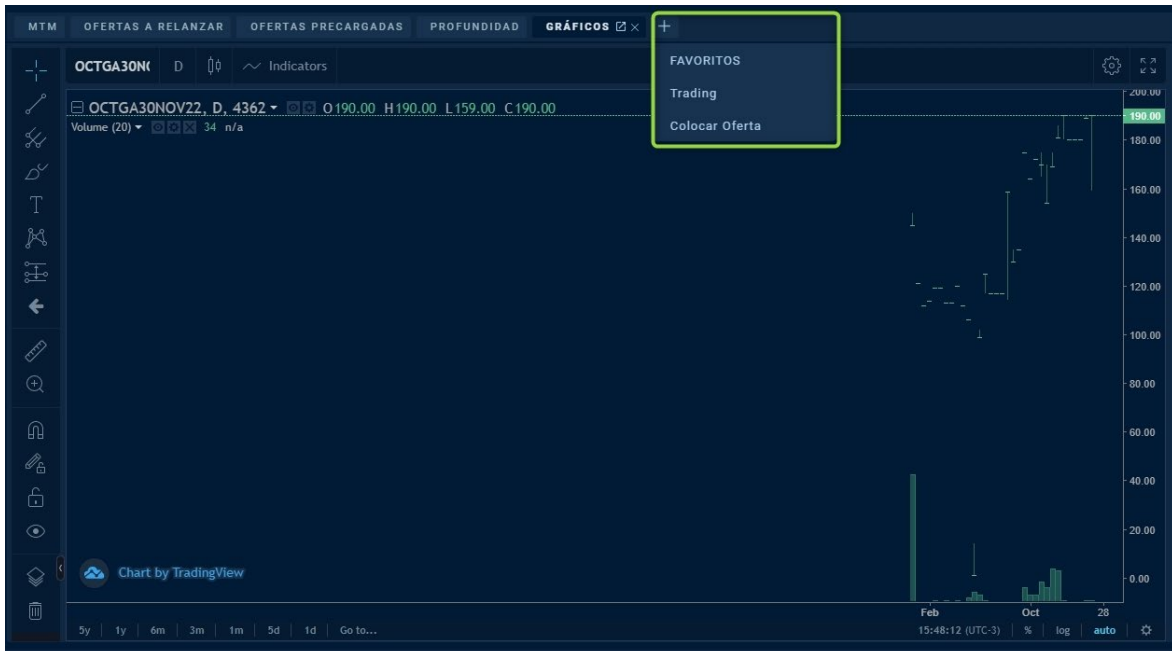 MTM OFERTAS A RELANZAR OFERTAS PRECARGADAS PROFUNDIDAD GRÁFICOS
FAVORITOS
Trading
Colocar Oferta
OCTGA30N D Indicators
OCTGA30NOV22, D, 4362 O190.00 H190.00 L159.00 C190.00
Volume (20) 34 n/a
200.00
190.00
180.00
160.00
140.00
120.00
100.00
80.00
60.00
40.00
20.00
0.00
Chart by TradingView
Feb Oct 28
5y 1y 6m 3m 1m 5d 1d Go to... 15:48:12 (UTC-3) % log auto